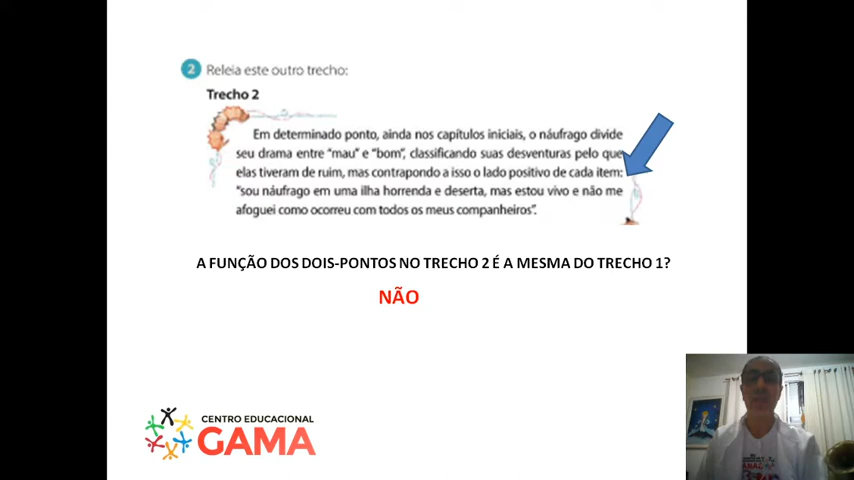 2 Releia este outro trecho:
Trecho 2
Em determinado ponto, ainda nos capítulos iniciais, o náufrago divide
seu drama entre "mau" e "bom", classificando suas desventuras pelo que
elas tiveram de ruim, mas contrapondo a isso o lado positivo de cada item:
"sou náufrago em uma ilha horrenda e deserta, mas estou vivo e não me
afoguei como ocorreu com todos os meus companheiros".
A FUNÇÃO DOS DOIS-PONTOS NO TRECHO 2 É A MESMA DO TRECHO 1?
NÃO
CENTRO EDUCACIONAL
GAMA